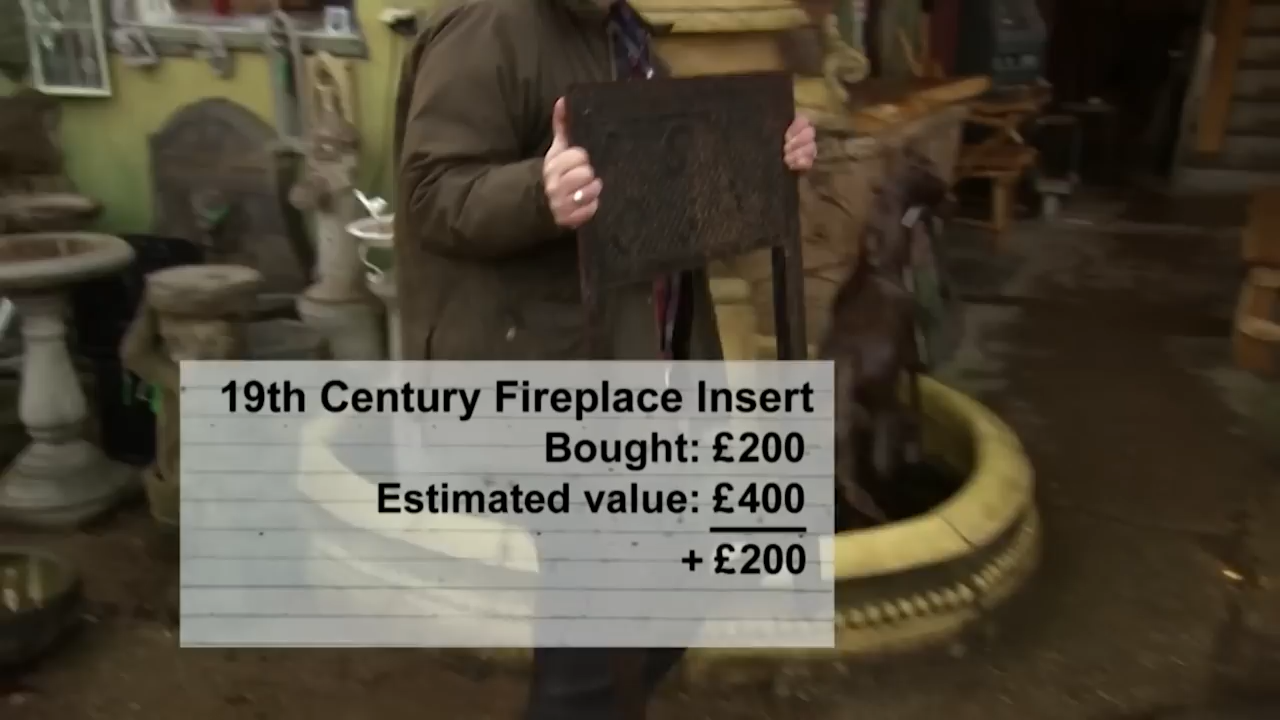 19th Century Fireplace Insert
Bought: £200
Estimated value: £400
+ £200